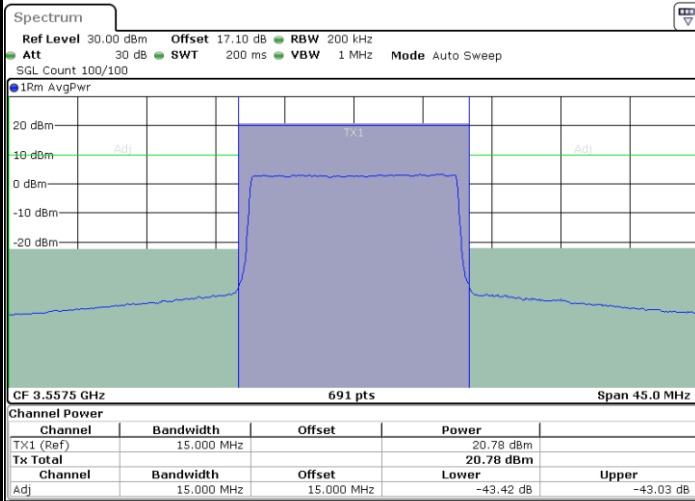 Spectrum
Ref Level 30.00 dBm Offset 17.10 dB RBW 200 kHz
Att 30 dB SWT 200 ms VBW 1 MHz Mode Auto Sweep
SGL Count 100/100
1Rm AvgPwr
20 dBm
TX1
Adj Adj
10 dBm
0 dBm
-10 dBm
-20 dBm
CF 3.5575 GHz 691 pts Span 45.0 MHz
Channel Power
Channel Bandwidth Offset Power
TX1 (Ref) 15.000 MHz 20.78 dBm
Tx Total 20.78 dBm
Channel Bandwidth Offset Lower Upper
Adj 15.000 MHz 15.000 MHz -43.42 dB -43.03 dB